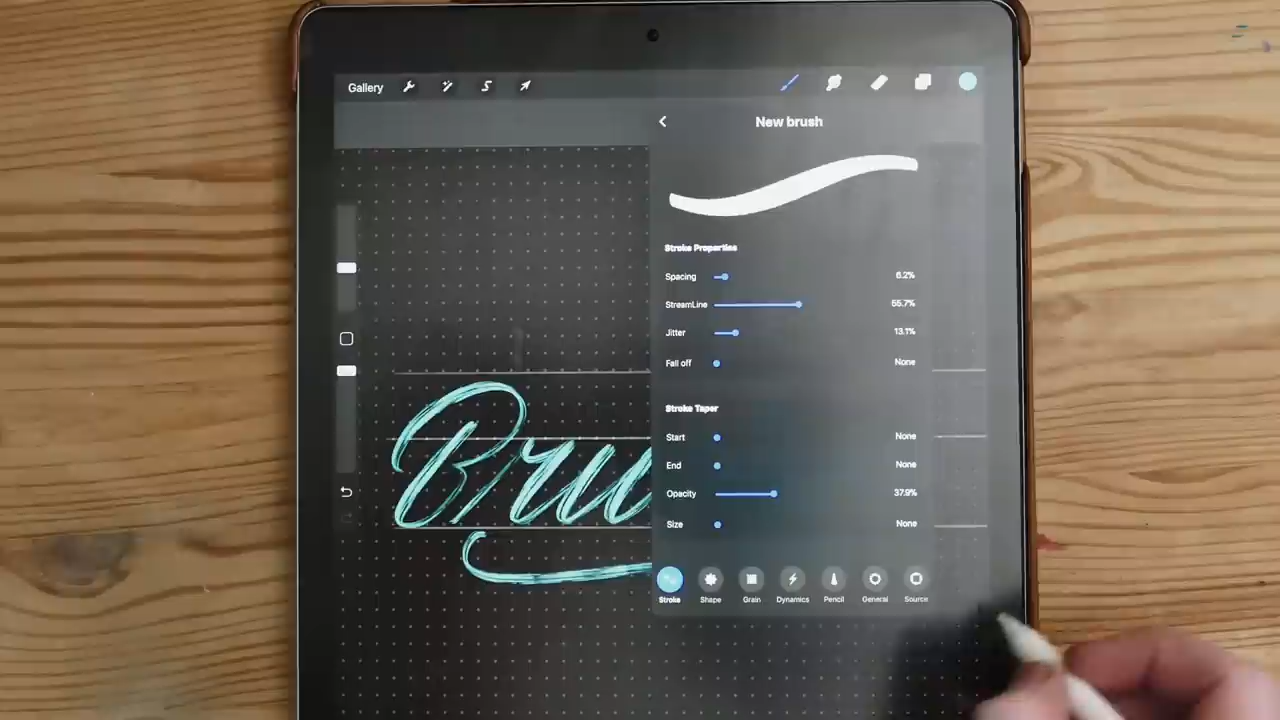 Gallery
New brush
Stroke Properties
Spacing 6.2%
StreamLine 55.7%
Jitter 13.1%
Fall off None
Stroke Taper
Start None
End None
Opacity 37.9%
Size None
Bru
Stroke Shape Grain Dynamics Pencil General Source